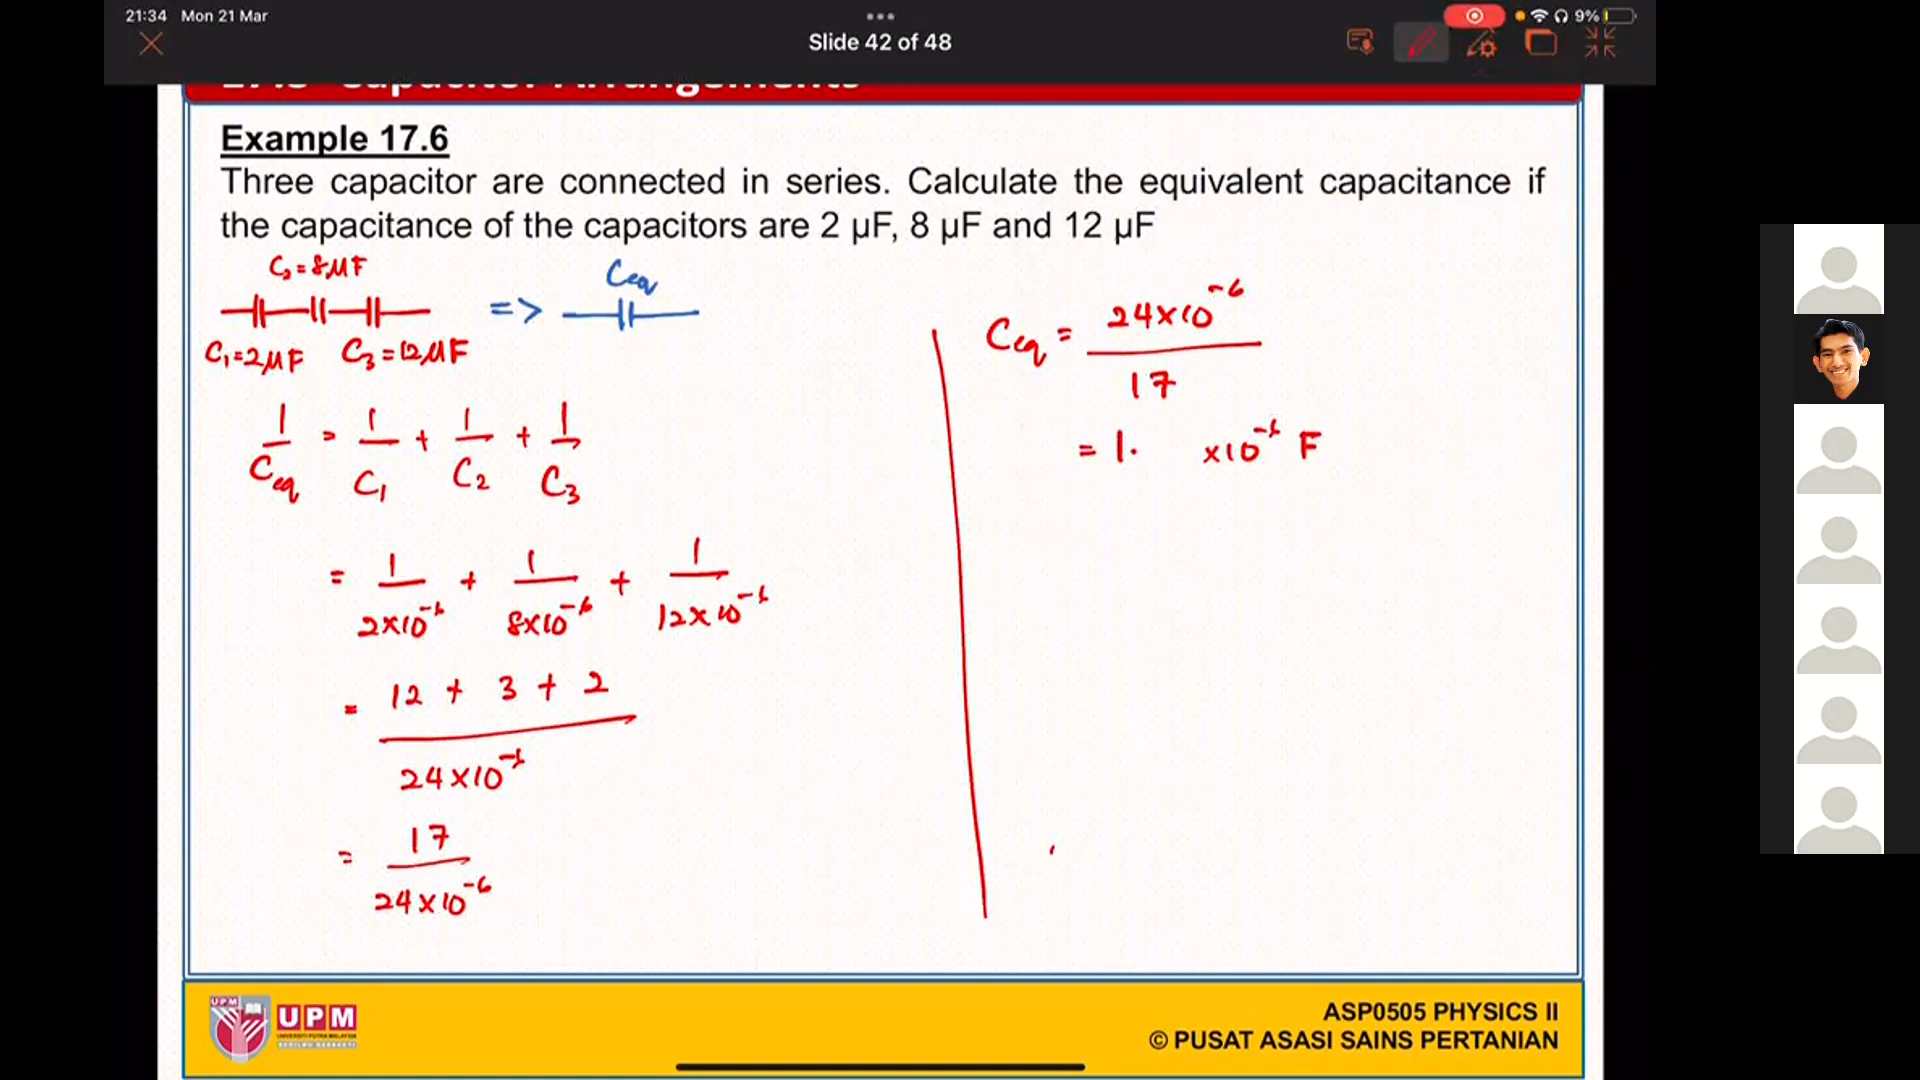 21:34 Mon 21 Mar
9%
Slide 42 of 48
Capacitor Arrangements
Example 17.6
Three capacitor are connected in series. Calculate the equivalent capacitance if
the capacitance of the capacitors are 2 µF, 8 µF and 12 µF
C₂ = 8µF
C₁ = 2µF C₃ = 12µF
=> Ceq
1/Ceq = 1/C₁ + 1/C₂ + 1/C₃
= 1/2×10⁻⁶ + 1/8×10⁻⁶ + 1/12×10⁻⁶
= 12 + 3 + 2 / 24×10⁻⁶
= 17 / 24×10⁻⁶
Ceq = 24×10⁻⁶ / 17
= 1. ×10⁻⁶ F
UPM
UPM
ASP0505 PHYSICS II
© PUSAT ASASI SAINS PERTANIAN